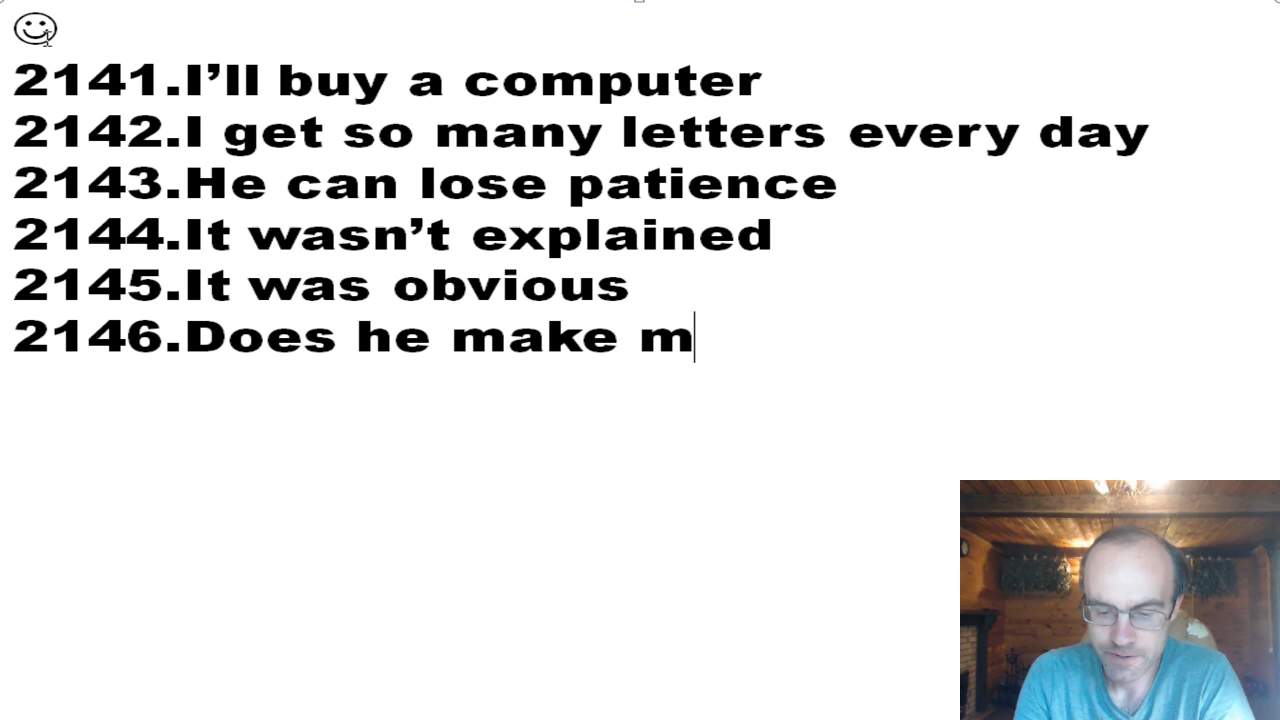 2141.I’ll buy a computer
2142.I get so many letters every day
2143.He can lose patience
2144.It wasn’t explained
2145.It was obvious
2146.Does he make m